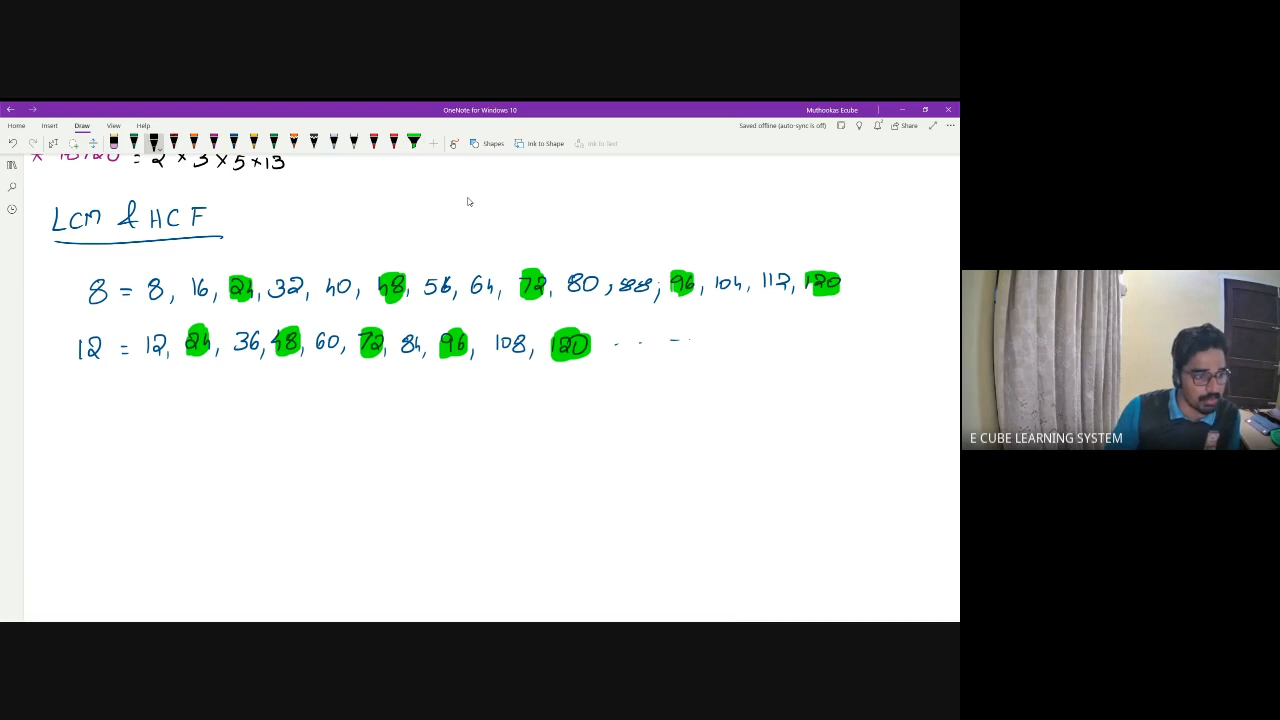 OneNote for Windows 10
Muthookas Ecube
Home Insert Draw View Help
Saved offline (auto-sync is off) Share
Shapes Ink to Shape Ink to Text
= 2 × 3 × 5 × 13
LCM & HCF
8 = 8, 16, 24, 32, 40, 48, 56, 64, 72, 80, 88, 96, 104, 112, 120
12 = 12, 24, 36, 48, 60, 72, 84, 96, 108, 120 . . - -
E CUBE LEARNING SYSTEM